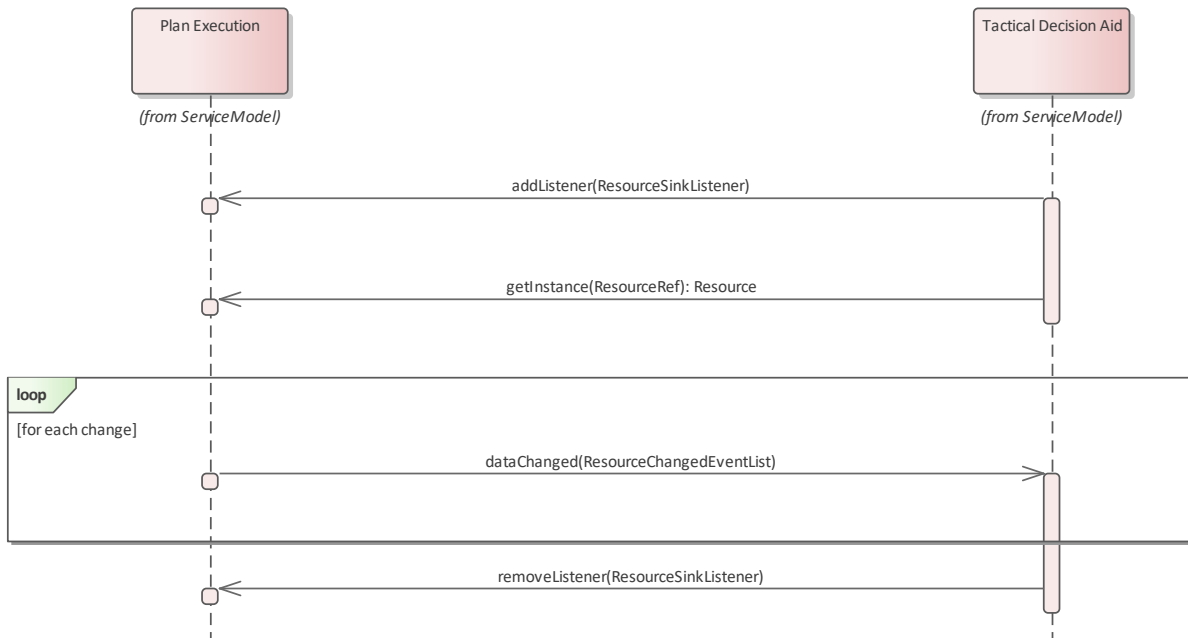 Plan Execution
Tactical Decision Aid
(from ServiceModel)
(from ServiceModel)
addListener(ResourceSinkListener)
getInstance(ResourceRef): Resource
loop
[for each change]
dataChanged(ResourceChangedEventList)
removeListener(ResourceSinkListener)